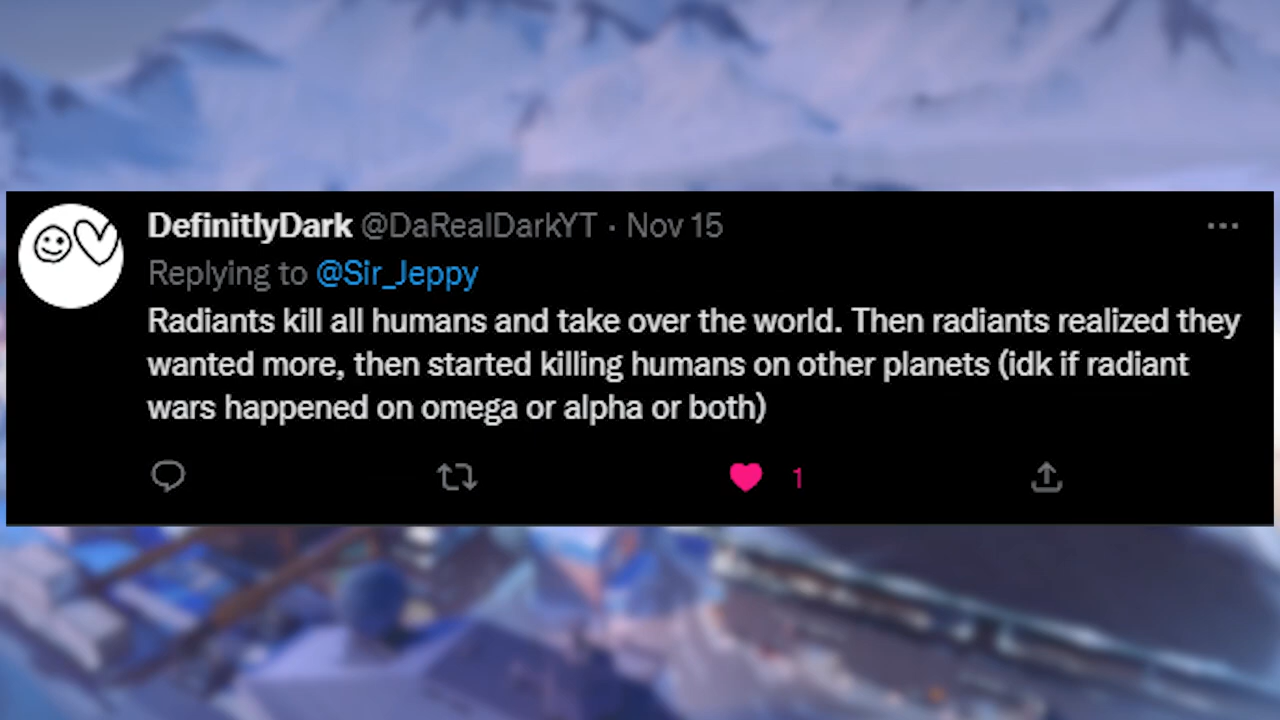 DefinitlyDark @DaRealDarkYT · Nov 15
Replying to @Sir_Jeppy
Radiants kill all humans and take over the world. Then radiants realized they
wanted more, then started killing humans on other planets (idk if radiant
wars happened on omega or alpha or both)
1